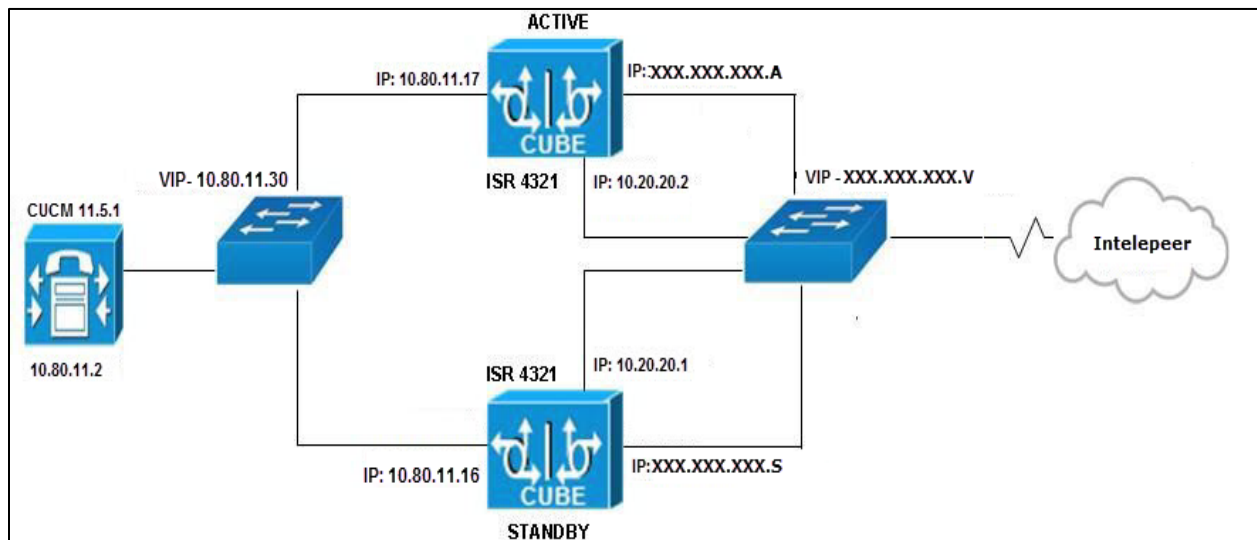 ACTIVE
IP: 10.80.11.17
IP:.XXX.XXX.XXX.A
CUBE
ISR 4321
IP: 10.20.20.2
VIP- 10.80.11.30
VIP - XXX.XXX.XXX.V
CUCM 11.5.1
Intelepeer
10.80.11.2
ISR 4321
IP: 10.20.20.1
IP: 10.80.11.16
IP:XXX.XXX.XXX.S
CUBE
STANDBY